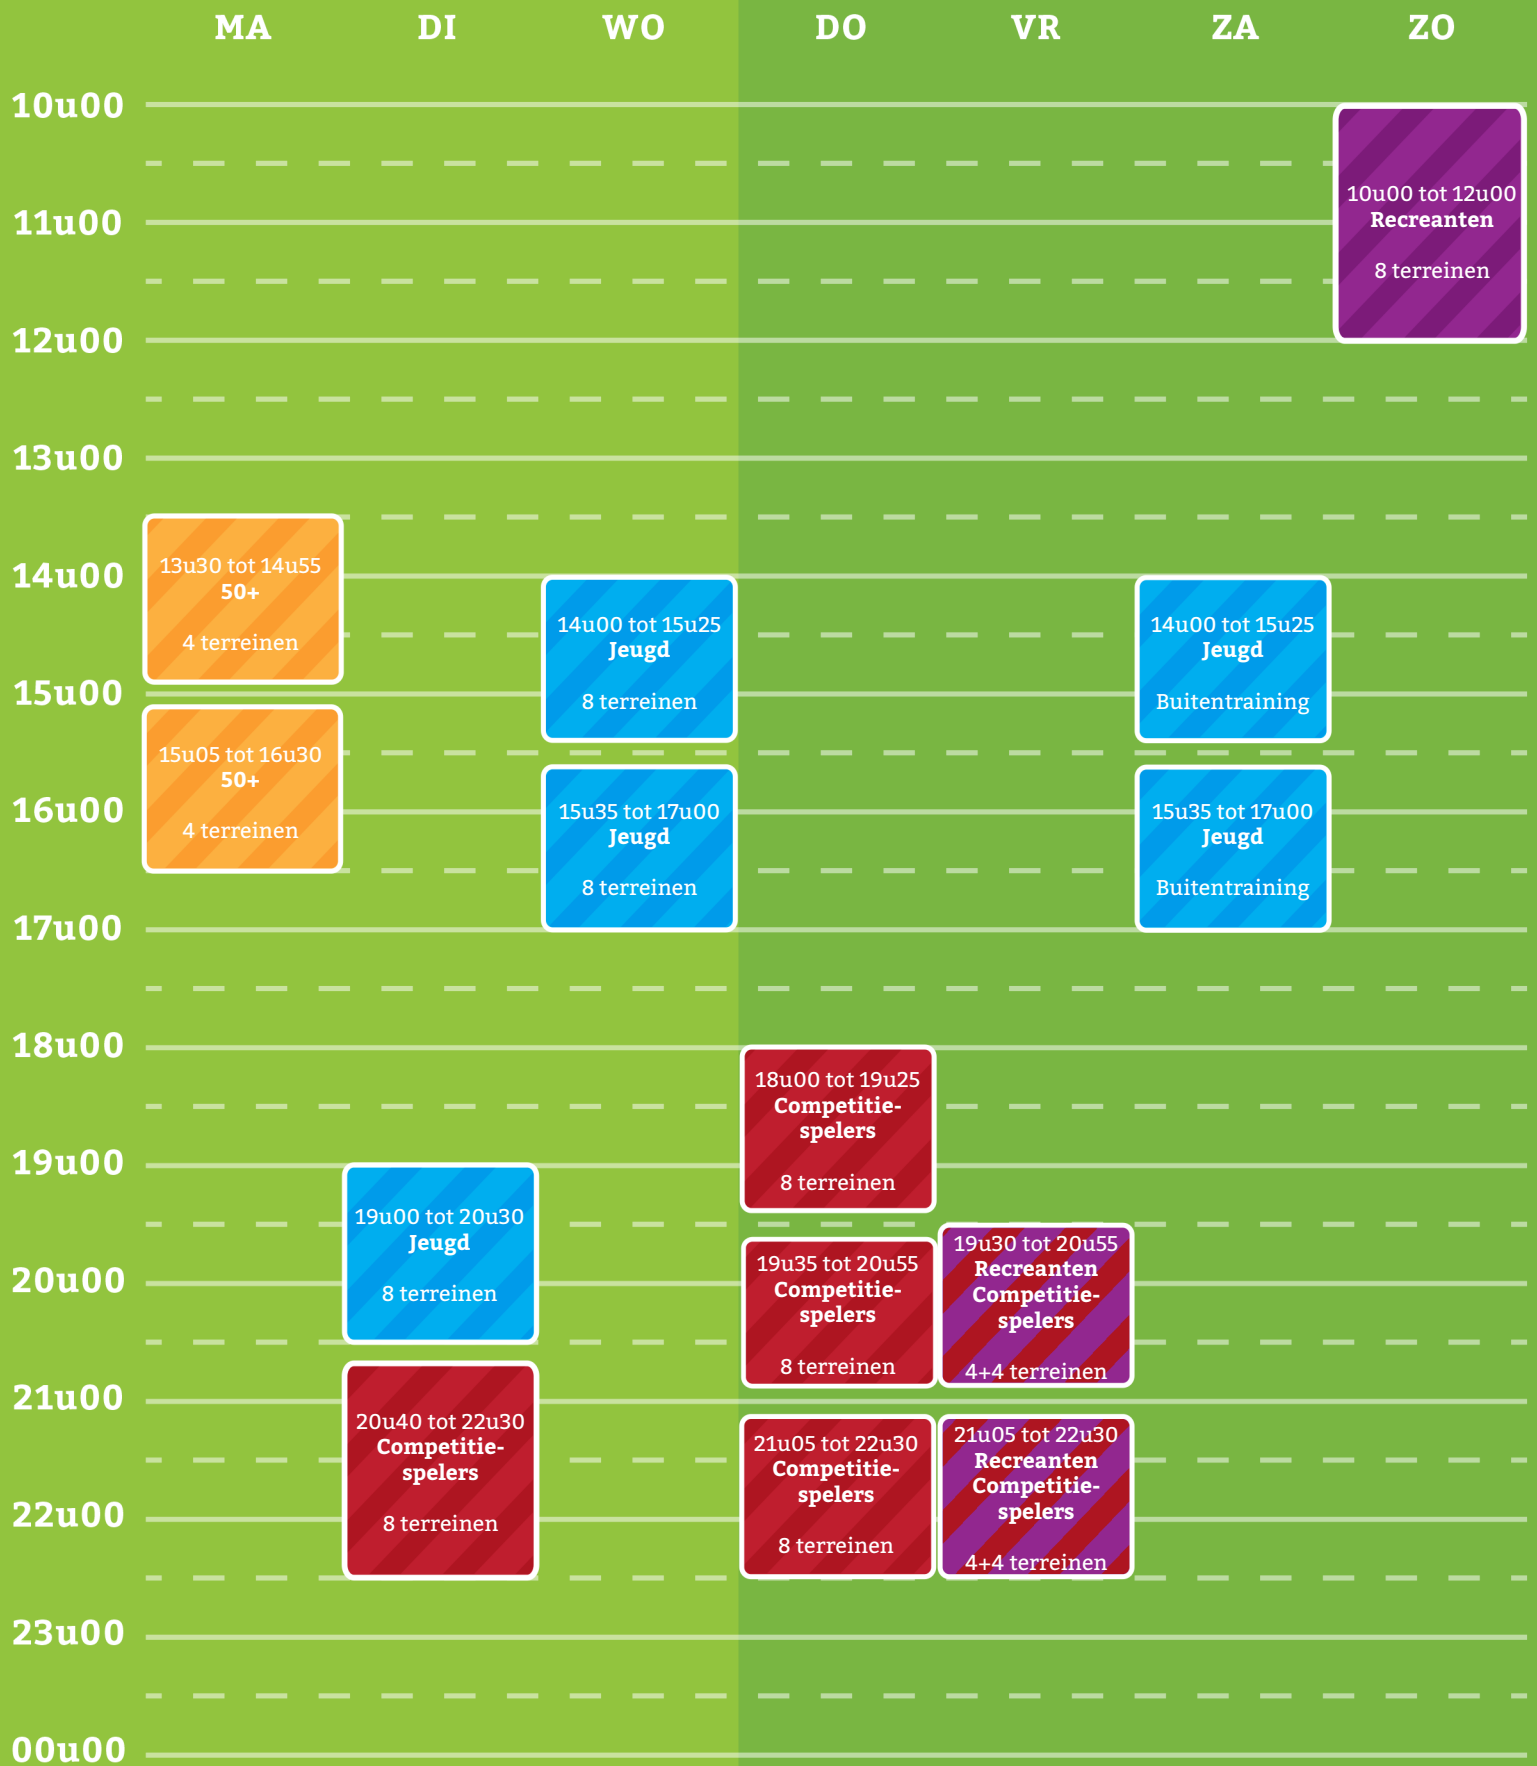 MA DI WO DO VR ZA ZO
10u00
10u00 tot 12u00
Recreanten
8 terreinen
11u00
12u00
13u00
13u30 tot 14u55
50+
4 terreinen
14u00
14u00 tot 15u25
Jeugd
8 terreinen
14u00 tot 15u25
Jeugd
Buitentraining
15u00
15u05 tot 16u30
50+
4 terreinen
15u35 tot 17u00
Jeugd
8 terreinen
15u35 tot 17u00
Jeugd
Buitentraining
16u00
17u00
18u00
18u00 tot 19u25
Competitie-
spelers
8 terreinen
19u00
19u00 tot 20u30
Jeugd
8 terreinen
19u35 tot 20u55
Competitie-
spelers
8 terreinen
19u30 tot 20u55
Recreanten
Competitie-
spelers
4+4 terreinen
20u00
20u40 tot 22u30
Competitie-
spelers
8 terreinen
21u00
21u05 tot 22u30
Competitie-
spelers
8 terreinen
21u05 tot 22u30
Recreanten
Competitie-
spelers
4+4 terreinen
22u00
23u00
00u00